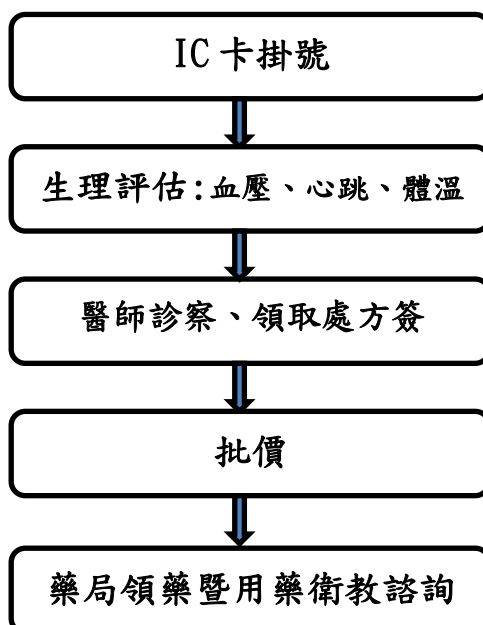 IC卡掛號
生理評估:血壓、心跳、體溫
醫師診察、領取處方簽
批價
藥局領藥暨用藥衛教諮詢